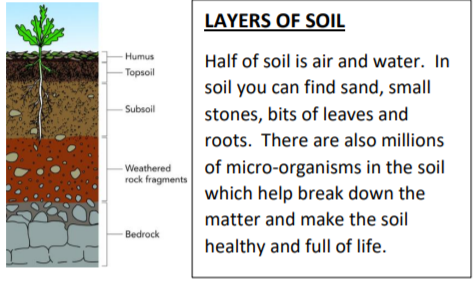 Humus
Topsoil
Subsoil
Weathered
rock fragments
Bedrock
LAYERS OF SOIL
Half of soil is air and water.  In
soil you can find sand, small
stones, bits of leaves and
roots.  There are also millions
of micro-organisms in the soil
which help break down the
matter and make the soil
healthy and full of life.